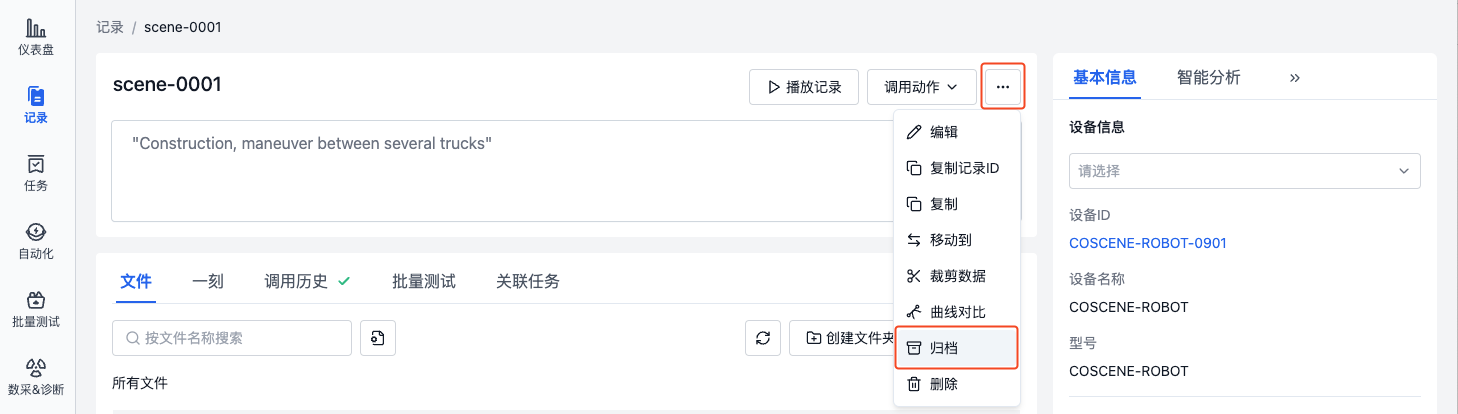 仪表盘
记录
任务
自动化
批量测试
数采&诊断
记录 / scene-0001
scene-0001
播放记录
调用动作
"Construction, maneuver between several trucks"
编辑
复制记录ID
复制
移动到
裁剪数据
曲线对比
归档
删除
文件 一刻 调用历史 批量测试 关联任务
按文件名称搜索
创建文件夹
所有文件
基本信息 智能分析 »
设备信息
请选择
设备ID
COSCENE-ROBOT-0901
设备名称
COSCENE-ROBOT
型号
COSCENE-ROBOT